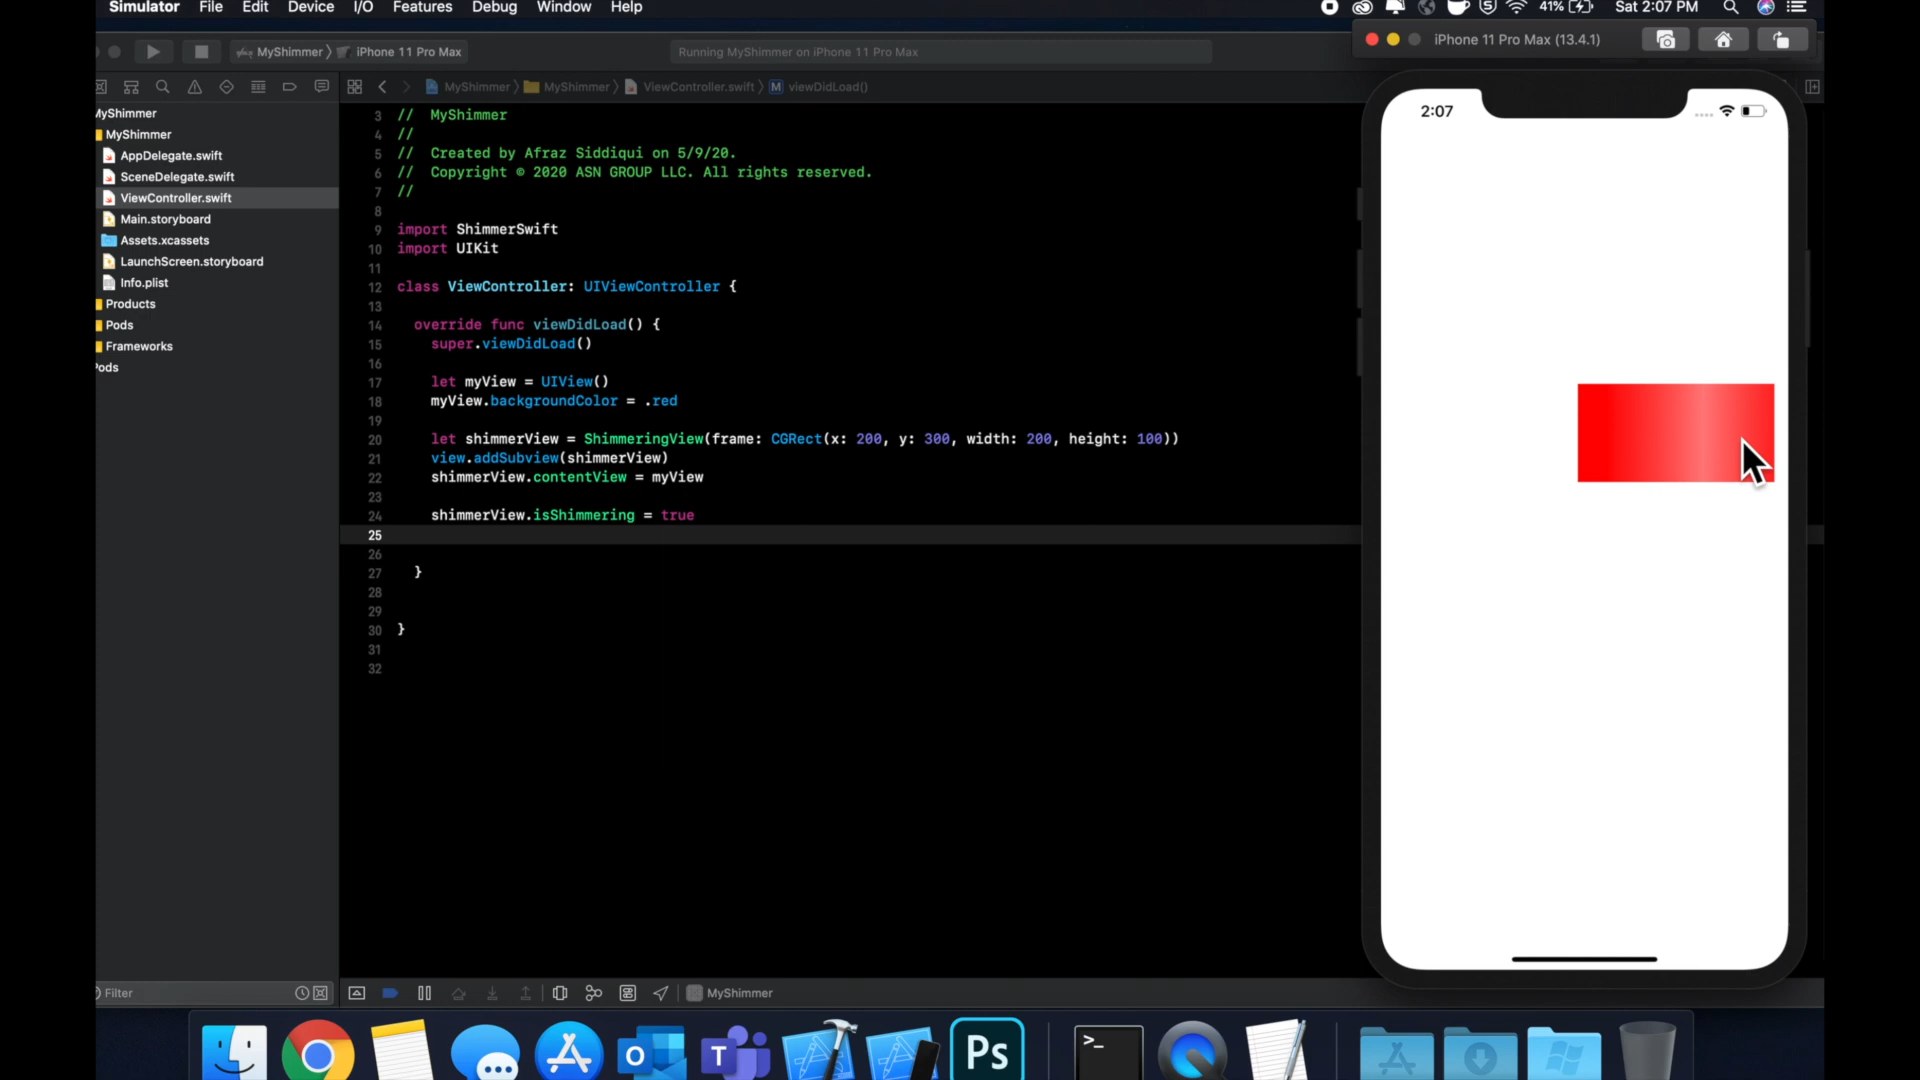 Simulator File Edit Device I/O Features Debug Window Help 41% Sat 2:07 PM
MyShimmer iPhone 11 Pro Max Running MyShimmer on iPhone 11 Pro Max
iPhone 11 Pro Max (13.4.1)
MyShimmer MyShimmer ViewController.swift M viewDidLoad()
2:07
MyShimmer
MyShimmer
AppDelegate.swift
SceneDelegate.swift
ViewController.swift
Main.storyboard
Assets.xcassets
LaunchScreen.storyboard
Info.plist
Products
Pods
Frameworks
Pods
3 // MyShimmer
4 //
5 // Created by Afraz Siddiqui on 5/9/20.
6 // Copyright © 2020 ASN GROUP LLC. All rights reserved.
7 //
8
9 import ShimmerSwift
10 import UIKit
11
12 class ViewController: UIViewController {
13
14 override func viewDidLoad() {
15 super.viewDidLoad()
16
17 let myView = UIView()
18 myView.backgroundColor = .red
19
20 let shimmerView = ShimmeringView(frame: CGRect(x: 200, y: 300, width: 200, height: 100))
21 view.addSubview(shimmerView)
22 shimmerView.contentView = myView
23
24 shimmerView.isShimmering = true
25
26
27 }
28
29
30 }
31
32
Filter
MyShimmer
O
T
>_
Ps